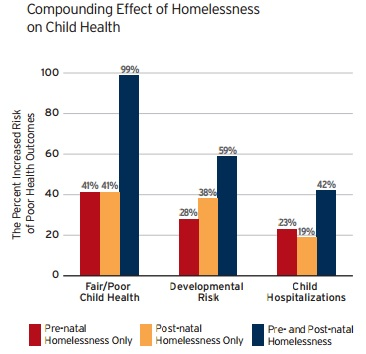 Compounding Effect of Homelessness
on Child Health
The Percent Increased Risk
of Poor Health Outcomes
100
80
60
40
20
0
41%
41%
99%
28%
38%
59%
23%
19%
42%
Fair/Poor
Child Health
Developmental
Risk
Child
Hospitalizations
Pre-natal
Homelessness Only
Post-natal
Homelessness Only
Pre- and Post-natal
Homelessness